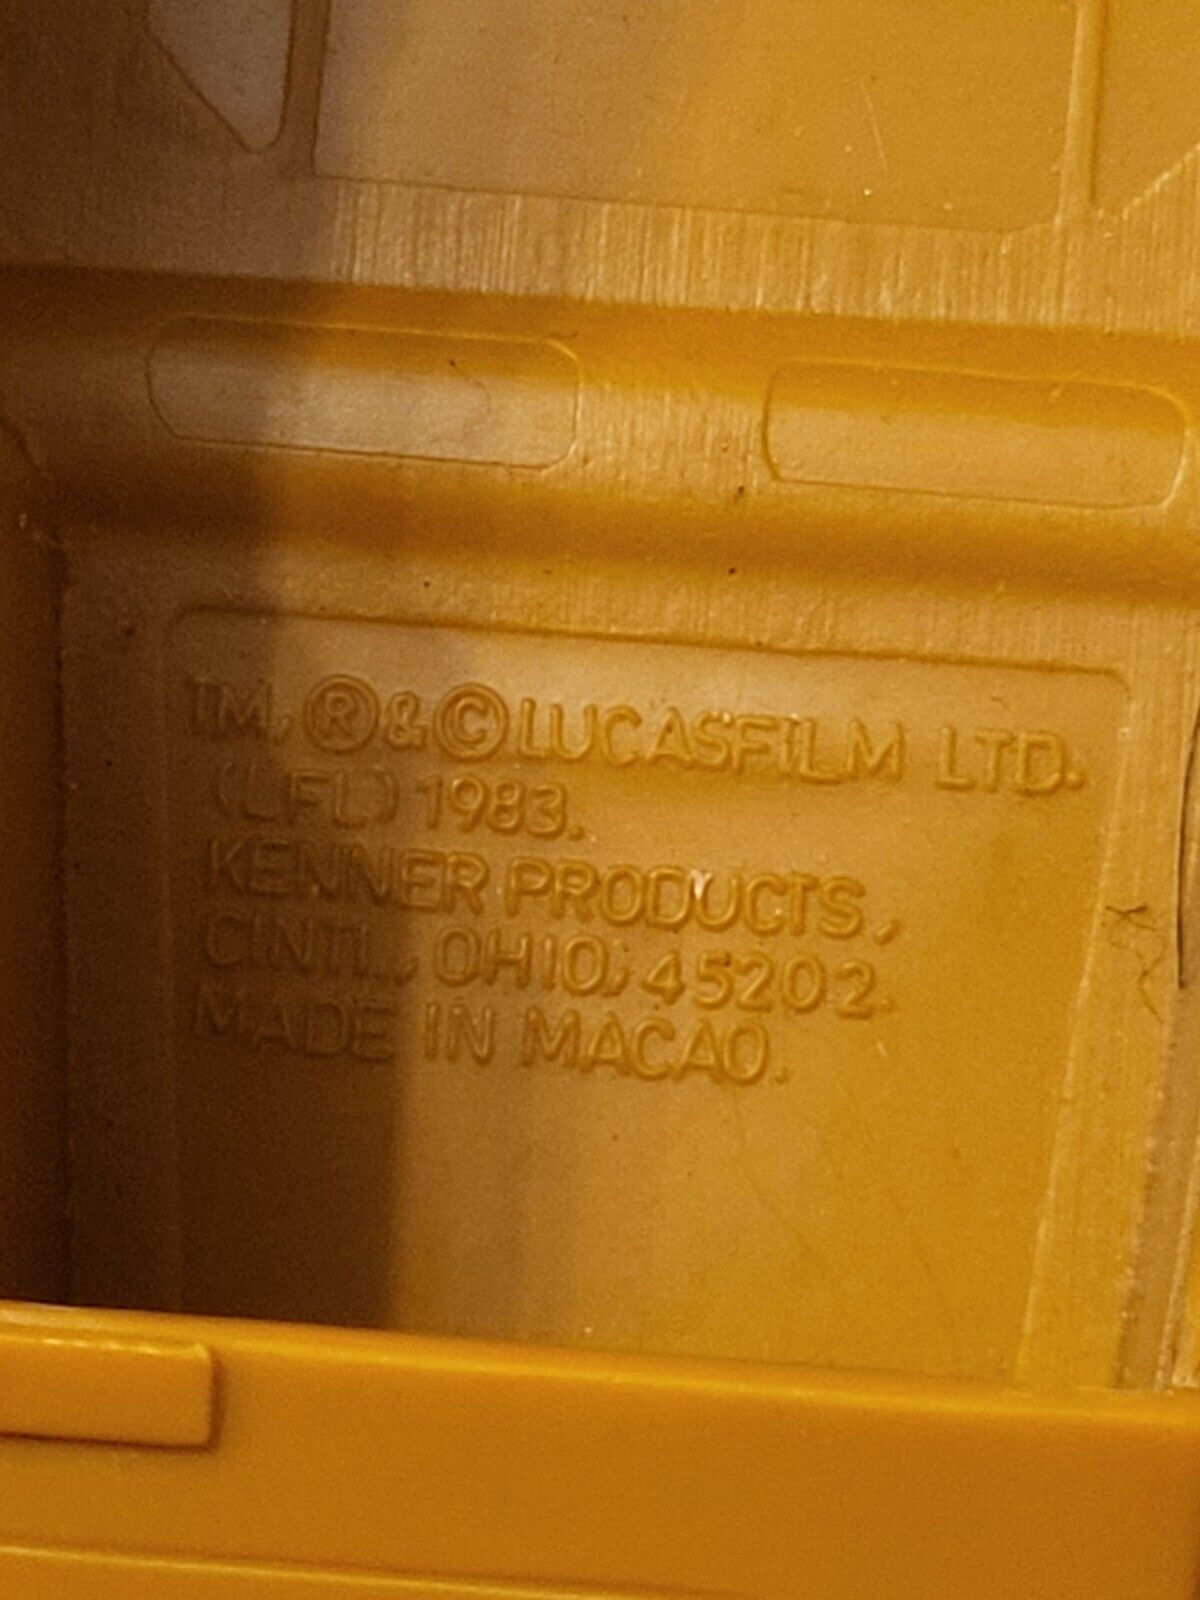 TM, ® & © LUCASFILM LTD.
(LFL) 1983.
KENNER PRODUCTS,
CINTI., OHIO, 45202.
MADE IN MACAO.